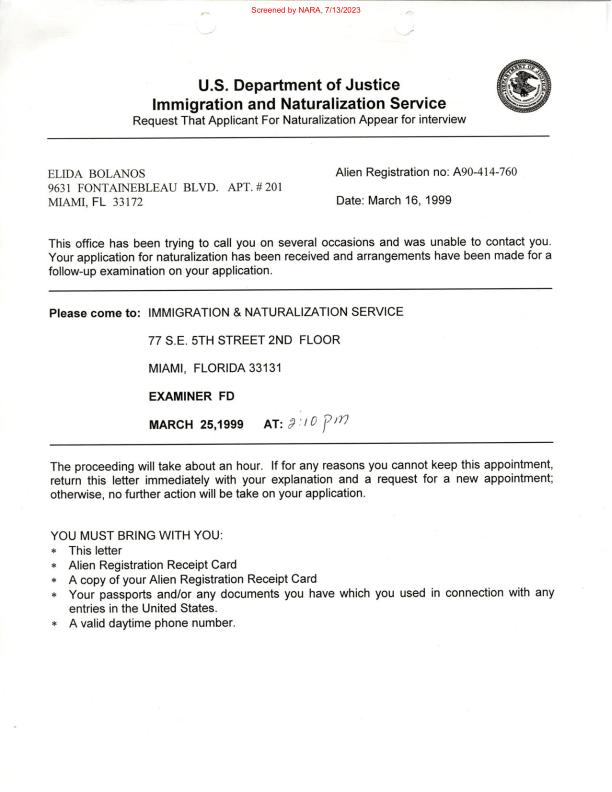 Screened by NARA, 7/13/2023
U.S. Department of Justice
Immigration and Naturalization Service
Request That Applicant For Naturalization Appear for interview
ELIDA BOLANOS
Alien Registration no: A90-414-760
9631 FONTAINEBLEAU BLVD. APT. # 201
MIAMI, FL 33172
Date: March 16, 1999
This office has been trying to call you on several occasions and was unable to contact you.
Your application for naturalization has been received and arrangements have been made for a
follow-up examination on your application.
Please come to: IMMIGRATION & NATURALIZATION SERVICE
77 S.E. 5TH STREET 2ND FLOOR
MIAMI, FLORIDA 33131
EXAMINER FD
MARCH 25,1999 AT: 2:10 pm
The proceeding will take about an hour. If for any reasons you cannot keep this appointment,
return this letter immediately with your explanation and a request for a new appointment;
otherwise, no further action will be take on your application.
YOU MUST BRING WITH YOU:
* This letter
* Alien Registration Receipt Card
* A copy of your Alien Registration Receipt Card
* Your passports and/or any documents you have which you used in connection with any
entries in the United States.
* A valid daytime phone number.